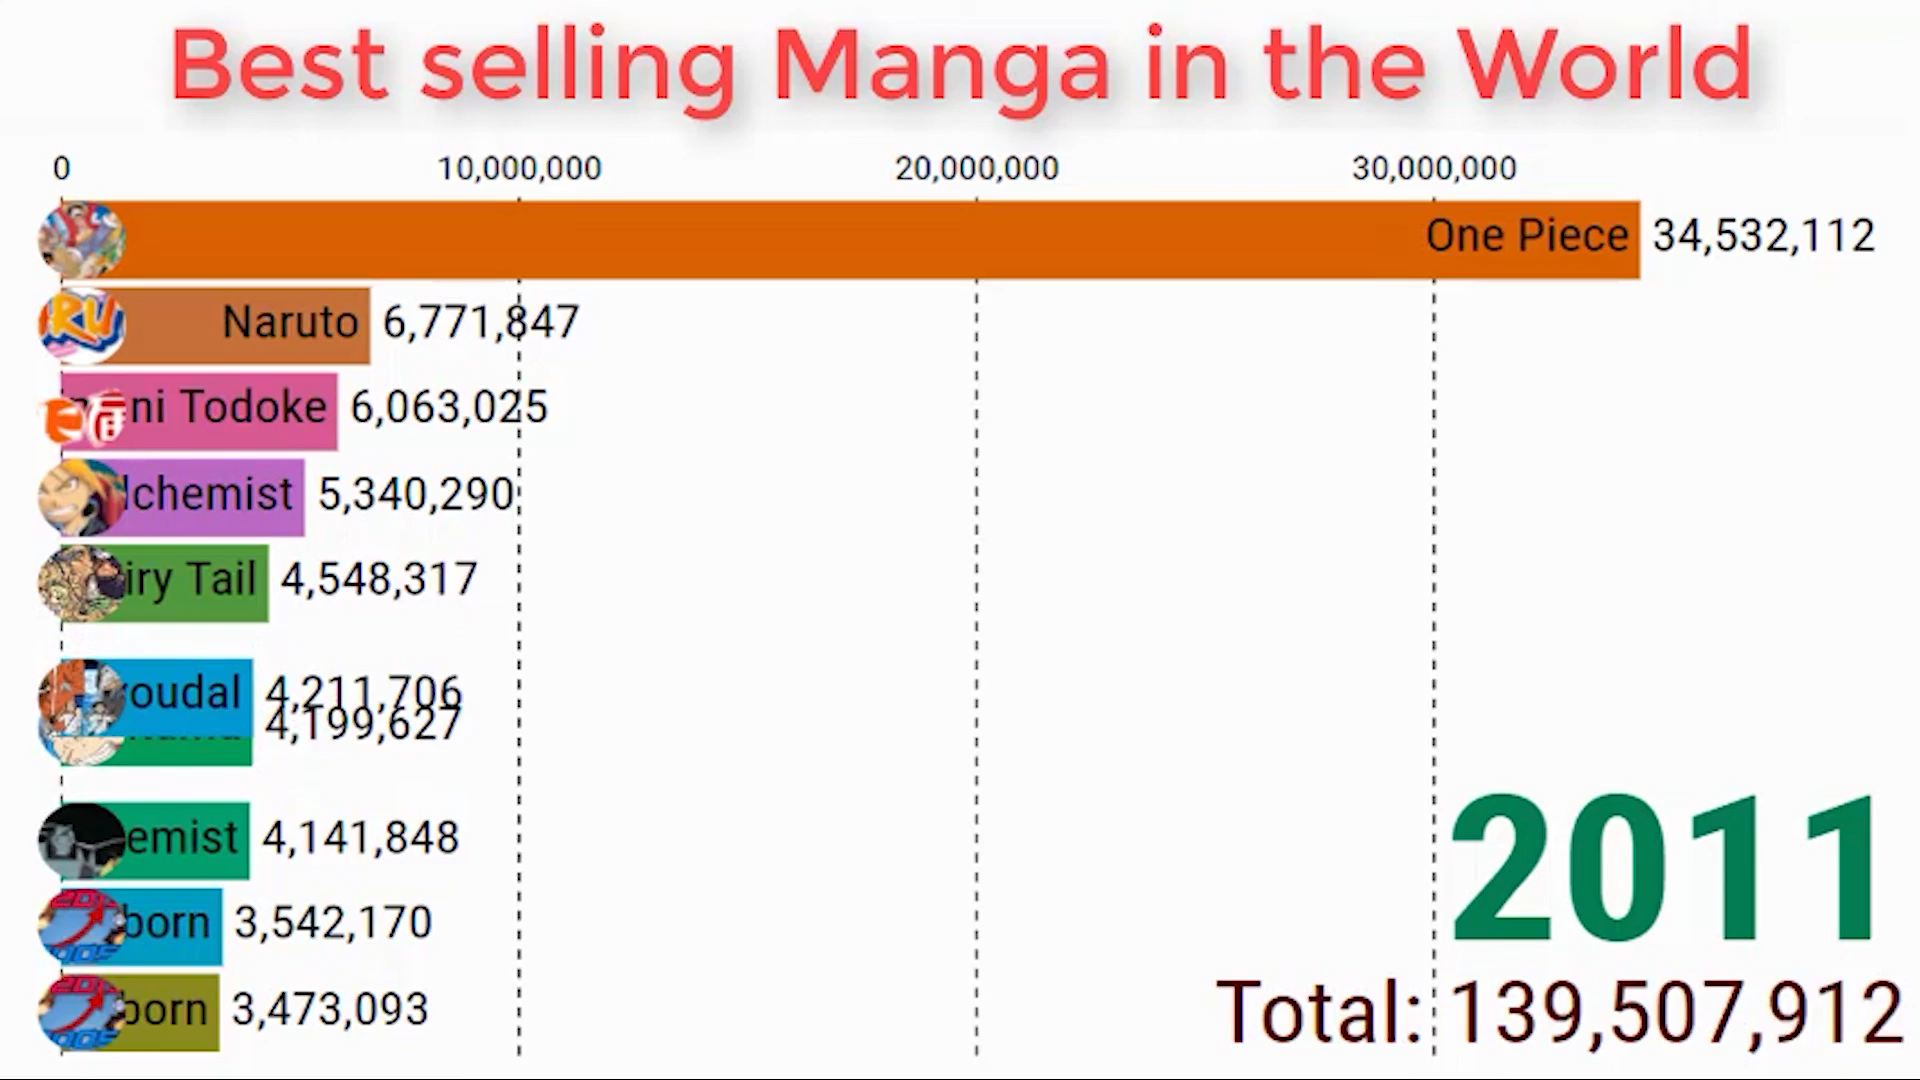 Best selling Manga in the World
0 10,000,000 20,000,000 30,000,000
One Piece 34,532,112
Naruto 6,771,847
ni Todoke 6,063,025
lchemist 5,340,290
iry Tail 4,548,317
oudal 4,211,706
4,199,627
emist 4,141,848
born 3,542,170
born 3,473,093
2011
Total: 139,507,912